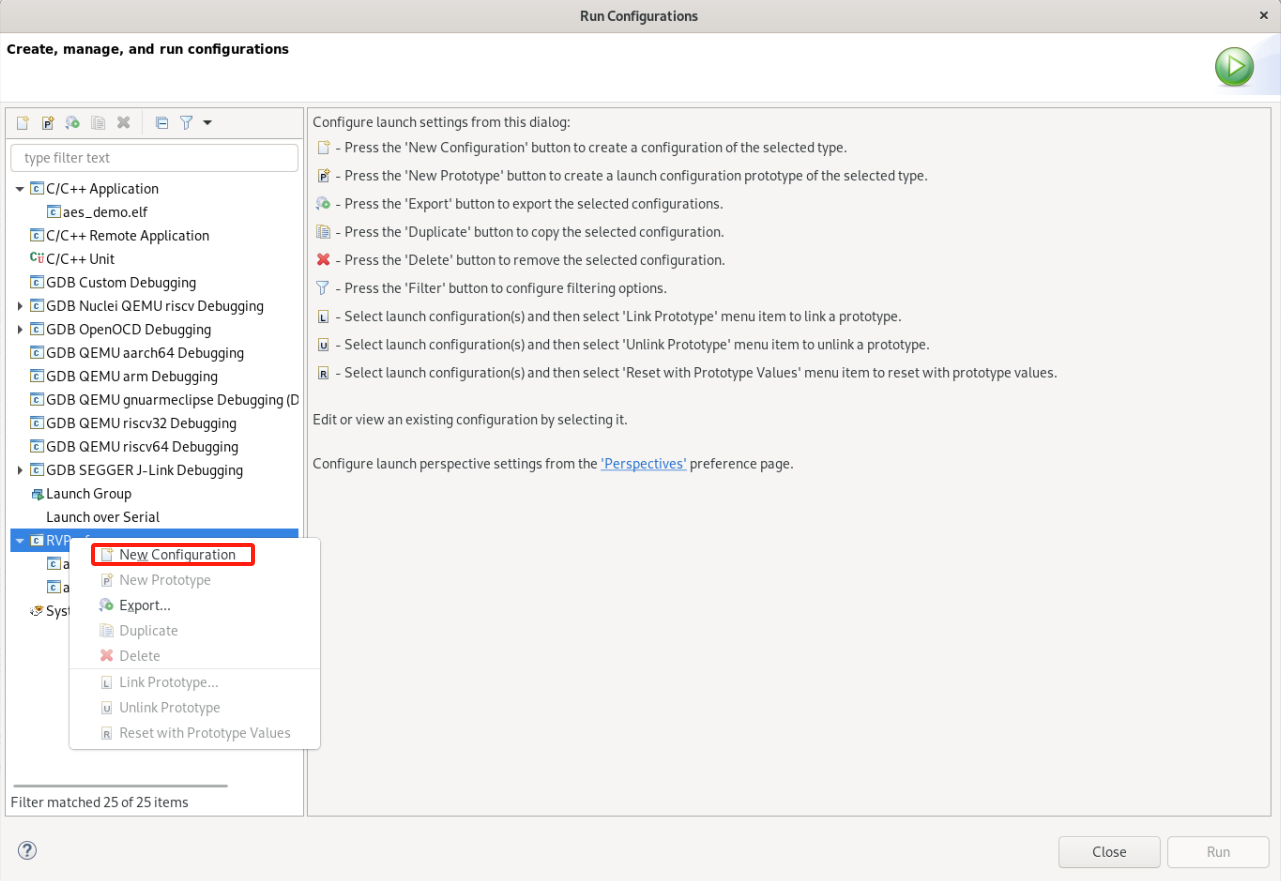 Run Configurations
Create, manage, and run configurations
type filter text
C/C++ Application
aes_demo.elf
C/C++ Remote Application
C/C++ Unit
GDB Custom Debugging
GDB Nuclei QEMU riscv Debugging
GDB OpenOCD Debugging
GDB QEMU aarch64 Debugging
GDB QEMU arm Debugging
GDB QEMU gnuarmeclipse Debugging (D
GDB QEMU riscv32 Debugging
GDB QEMU riscv64 Debugging
GDB SEGGER J-Link Debugging
Launch Group
Launch over Serial
a
a
New Configuration
New Prototype
Export...
Duplicate
Delete
Link Prototype...
Unlink Prototype
Reset with Prototype Values
Filter matched 25 of 25 items
Configure launch settings from this dialog:
- Press the 'New Configuration' button to create a configuration of the selected type.
- Press the 'New Prototype' button to create a launch configuration prototype of the selected type.
- Press the 'Export' button to export the selected configurations.
- Press the 'Duplicate' button to copy the selected configuration.
- Press the 'Delete' button to remove the selected configuration.
- Press the 'Filter' button to configure filtering options.
- Select launch configuration(s) and then select 'Link Prototype' menu item to link a prototype.
- Select launch configuration(s) and then select 'Unlink Prototype' menu item to unlink a prototype.
- Select launch configuration(s) and then select 'Reset with Prototype Values' menu item to reset with prototype values.
Edit or view an existing configuration by selecting it.
Configure launch perspective settings from the 'Perspectives' preference page.
Close
Run